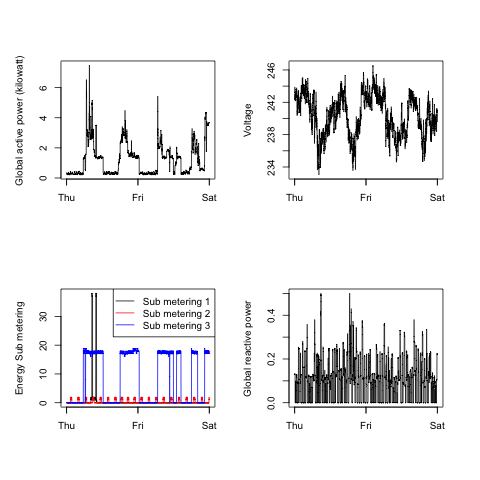 Global active power (kilowatt)
0 2 4 6
Thu Fri Sat
Voltage
234 238 242 246
Thu Fri Sat
Energy Sub metering
0 10 20 30
Sub metering 1
Sub metering 2
Sub metering 3
Thu Fri Sat
Global reactive power
0.0 0.2 0.4
Thu Fri Sat